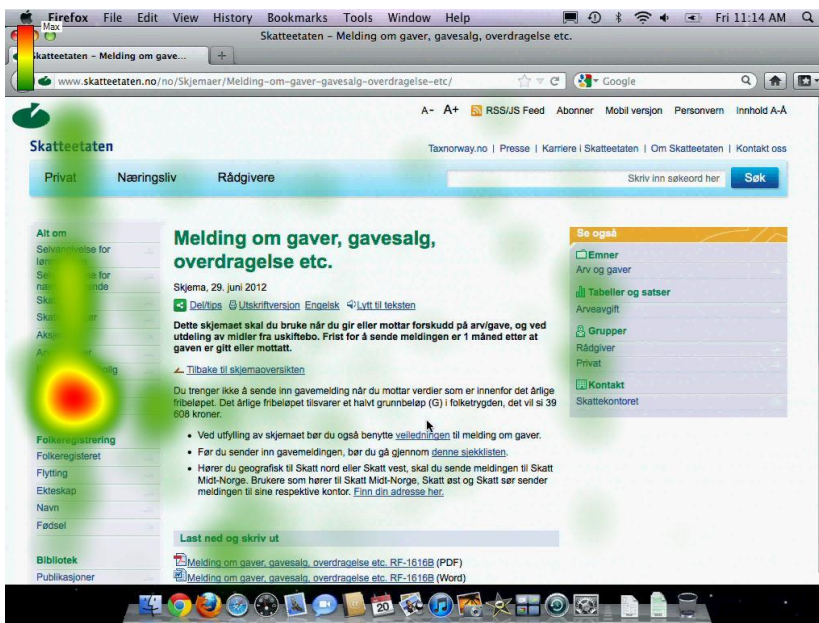 Firefox File Edit View History Bookmarks Tools Window Help Fri 11:14 AM
Max
Skatteetaten – Melding om gaver, gavesalg, overdragelse etc.
Skatteetaten – Melding om gave...
www.skatteetaten.no/no/Skjemaer/Melding-om-gaver-gavesalg-overdragelse-etc/ Google
A- A+ RSS/JS Feed Abonner Mobil versjon Personvern Innhold A-Å
Skatteetaten
Taxnorway.no | Presse | Karriere i Skatteetaten | Om Skatteetaten | Kontakt oss
Privat Næringsliv Rådgivere Skriv inn søkeord her Søk
Alt om
Selvangivelse for
Folkeregistrering
Folkeregisteret
Flytting
Ekteskap
Navn
Fødsel
Bibliotek
Publikasjoner
Melding om gaver, gavesalg,
overdragelse etc.
Skjema, 29. juni 2012
Del/tips Utskriftversjon Engelsk Lytt til teksten
Dette skjemaet skal du bruke når du gir eller mottar forskudd på arv/gave, og ved
utdeling av midler fra uskiftebo. Frist for å sende meldingen er 1 måned etter at
gaven er gitt eller mottatt.
Tilbake til skjemaoversikten
Du trenger ikke å sende inn gavemelding når du mottar verdier som er innenfor det årlige
fribeløpet. Det årlige fribeløpet tilsvarer et halvt grunnbeløp (G) i folketrygden, det vil si 39
608 kroner.
• Ved utfylling av skjemaet bør du også benytte veiledningen til melding om gaver.
• Før du sender inn gavemeldingen, bør du gå gjennom denne sjekklisten.
• Hører du geografisk til Skatt nord eller Skatt vest, skal du sende meldingen til Skatt
Midt-Norge. Brukere som hører til Skatt Midt-Norge, Skatt øst og Skatt sør sender
meldingen til sine respektive kontor. Finn din adresse her.
Last ned og skriv ut
Melding om gaver, gavesalg, overdragelse etc. RF-1616B (PDF)
Melding om gaver, gavesalg, overdragelse etc. RF-1616B (Word)
Se også
Emner
Arv og gaver
Tabeller og satser
Arveavgift
Grupper
Rådgiver
Privat
Kontakt
Skattekontoret
20